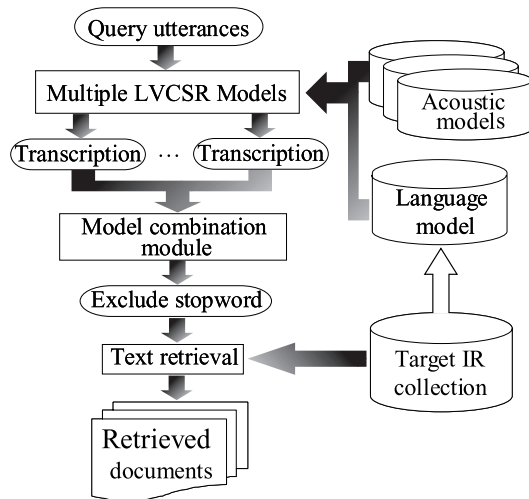 Query utterances
Multiple LVCSR Models
Acoustic
models
Transcription ... Transcription
Language
model
Model combination
module
Exclude stopword
Text retrieval
Target IR
collection
Retrieved
documents